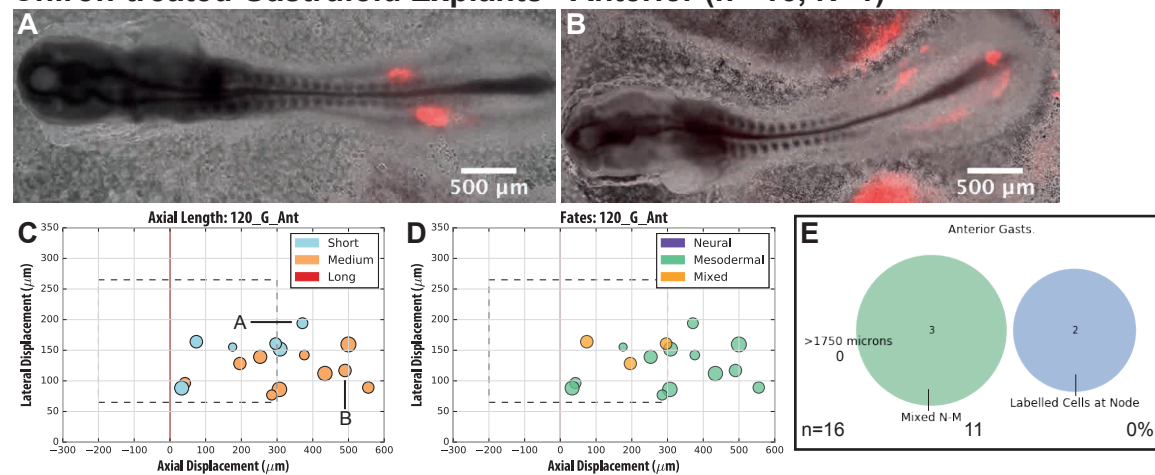 A
500 µm
B
500 µm
C
Axial Length: 120_G_Ant
Short
Medium
Long
A
B
350
300
250
200
150
100
50
0
Lateral Displacement (µm)
−300 −200 −100 0 100 200 300 400 500 600
Axial Displacement (µm)
D
Fates: 120_G_Ant
Neural
Mesodermal
Mixed
350
300
250
200
150
100
50
0
Lateral Displacement (µm)
−300 −200 −100 0 100 200 300 400 500 600
Axial Displacement (µm)
E
Anterior Gasts.
3
2
>1750 microns
0
Mixed N-M
Labelled Cells at Node
n=16
11
0%